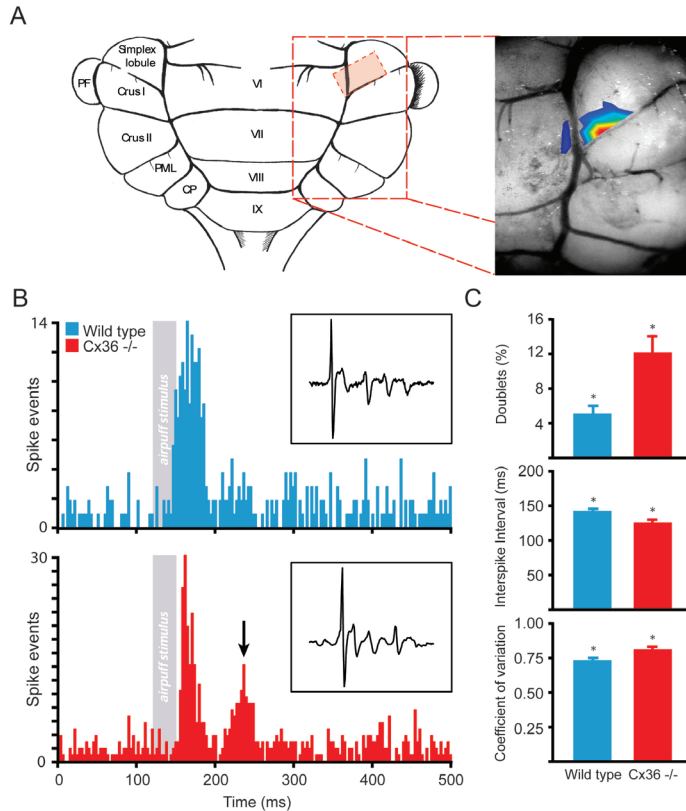 A
Simplex
lobule
PF
Crus I
Crus II
PML
CP
VI
VII
VIII
IX
B
14
Wild type
Cx36 -/-
Spike events
airpuff stimulus
0
30
Spike events
airpuff stimulus
0
0
100
200
300
400
500
Time (ms)
C
Doublets (%)
16
12
8
4
*
*
Interspike Interval (ms)
200
150
100
50
*
*
Coefficient of variation
1.00
0.75
0.50
0.25
*
*
Wild type
Cx36 -/-